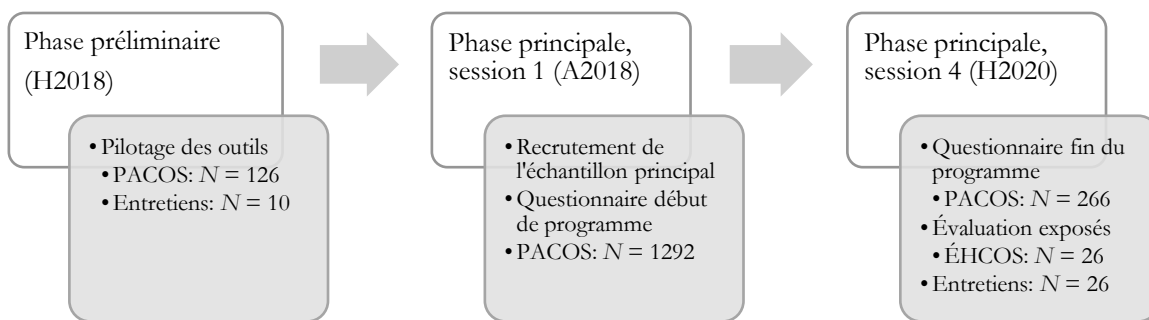 Phase préliminaire
(H2018)
• Pilotage des outils
• PACOS: N = 126
• Entretiens: N = 10
Phase principale,
session 1 (A2018)
• Recrutement de
l'échantillon principal
• Questionnaire début
de programme
• PACOS: N = 1292
Phase principale,
session 4 (H2020)
• Questionnaire fin du
programme
• PACOS: N = 266
• Évaluation exposés
• ÉHCOS: N = 26
• Entretiens: N = 26